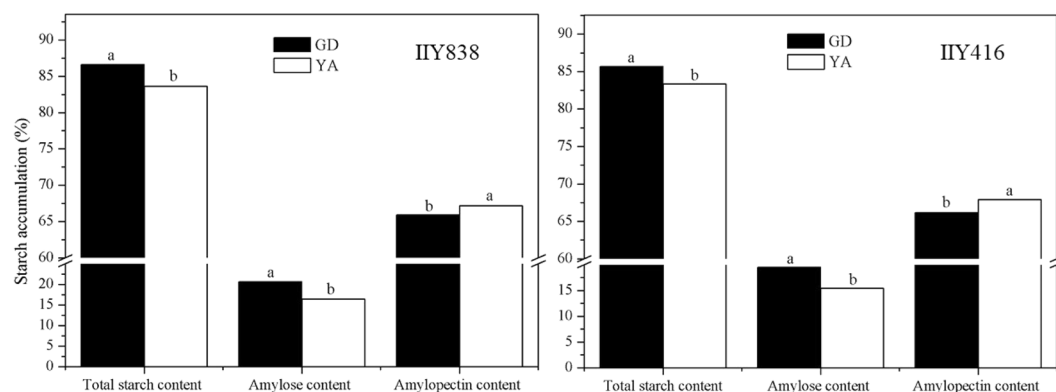 Starch accumulation (%)
90
85
80
75
70
65
60
20
15
10
5
0
GD
YA
IIY838
a
b
a
b
b
a
Total starch content
Amylose content
Amylopectin content
90
85
80
75
70
65
60
20
15
10
5
0
GD
YA
IIY416
a
b
a
b
b
a
Total starch content
Amylose content
Amylopectin content